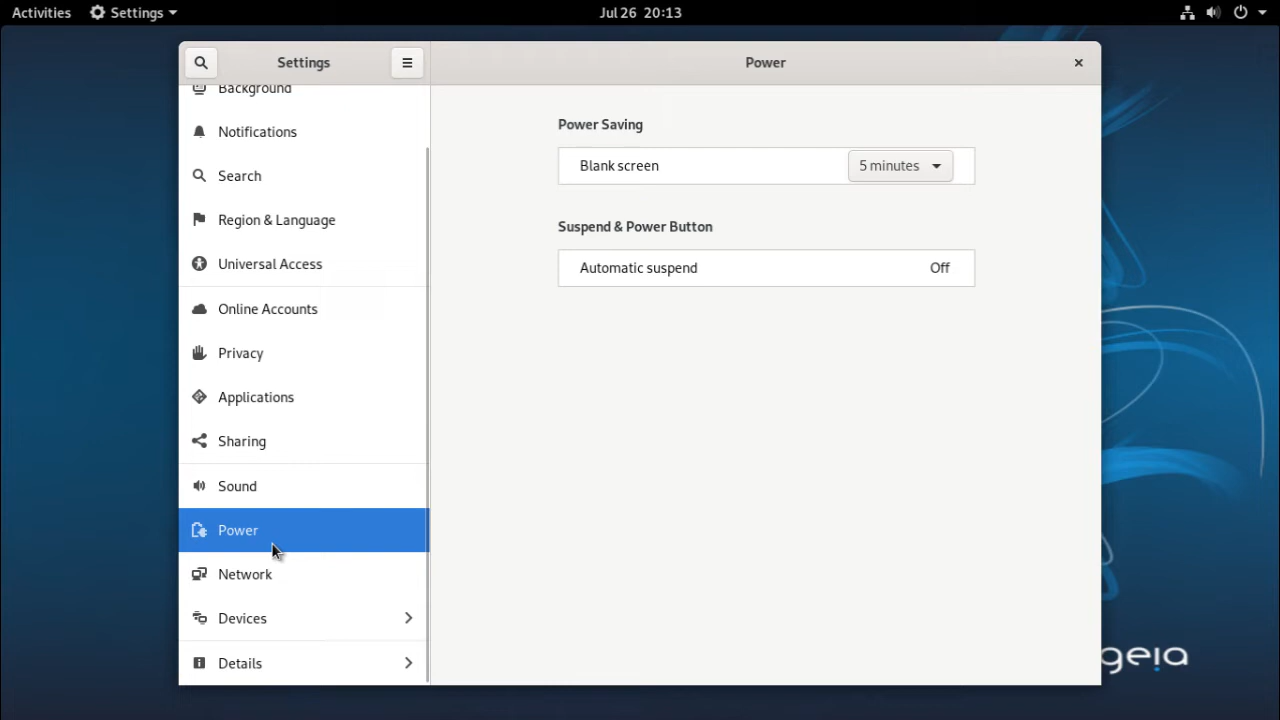 Activities Settings Jul 26 20:13
Settings Power
Background
Notifications
Search
Region & Language
Universal Access
Online Accounts
Privacy
Applications
Sharing
Sound
Power
Network
Devices
Details
Power Saving
Blank screen 5 minutes
Suspend & Power Button
Automatic suspend Off
geia